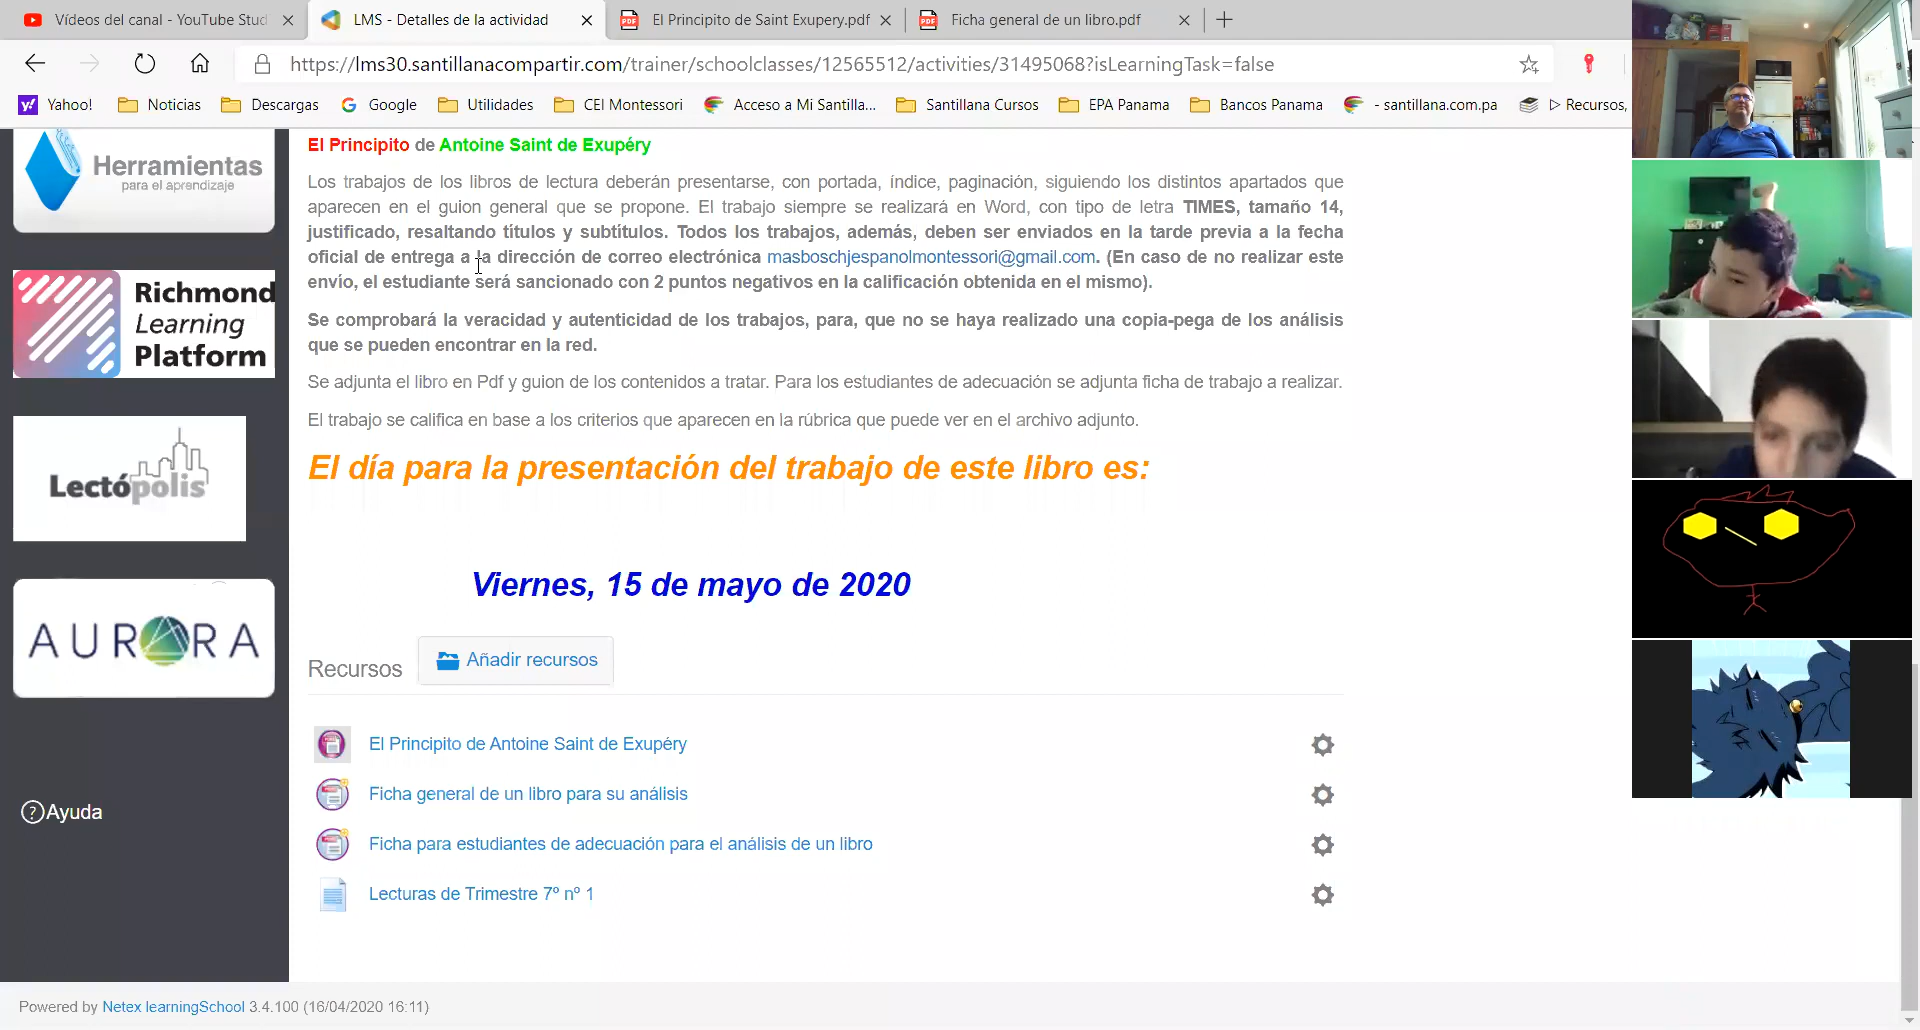 Vídeos del canal - YouTube Stud
LMS - Detalles de la actividad
El Principito de Saint Exupery.pdf
Ficha general de un libro.pdf
https://lms30.santillanacompartir.com/trainer/schoolclasses/12565512/activities/31495068?isLearningTask=false
Yahoo!
Noticias
Descargas
Google
Utilidades
CEI Montessori
Acceso a Mi Santilla...
Santillana Cursos
EPA Panama
Bancos Panama
- santillana.com.pa
Recursos,
Herramientas
para el aprendizaje
Richmond
Learning
Platform
Lectópolis
AURORA
Ayuda
El Principito de Antoine Saint de Exupéry
Los trabajos de los libros de lectura deberán presentarse, con portada, índice, paginación, siguiendo los distintos apartados que
aparecen en el guion general que se propone. El trabajo siempre se realizará en Word, con tipo de letra TIMES, tamaño 14,
justificado, resaltando títulos y subtítulos. Todos los trabajos, además, deben ser enviados en la tarde previa a la fecha
oficial de entrega a la dirección de correo electrónica masboschjespanolmontessori@gmail.com. (En caso de no realizar este
envío, el estudiante será sancionado con 2 puntos negativos en la calificación obtenida en el mismo).
Se comprobará la veracidad y autenticidad de los trabajos, para, que no se haya realizado una copia-pega de los análisis
que se pueden encontrar en la red.
Se adjunta el libro en Pdf y guion de los contenidos a tratar. Para los estudiantes de adecuación se adjunta ficha de trabajo a realizar.
El trabajo se califica en base a los criterios que aparecen en la rúbrica que puede ver en el archivo adjunto.
El día para la presentación del trabajo de este libro es:
Viernes, 15 de mayo de 2020
Recursos
Añadir recursos
El Principito de Antoine Saint de Exupéry
Ficha general de un libro para su análisis
Ficha para estudiantes de adecuación para el análisis de un libro
Lecturas de Trimestre 7º nº 1
Powered by Netex learningSchool 3.4.100 (16/04/2020 16:11)